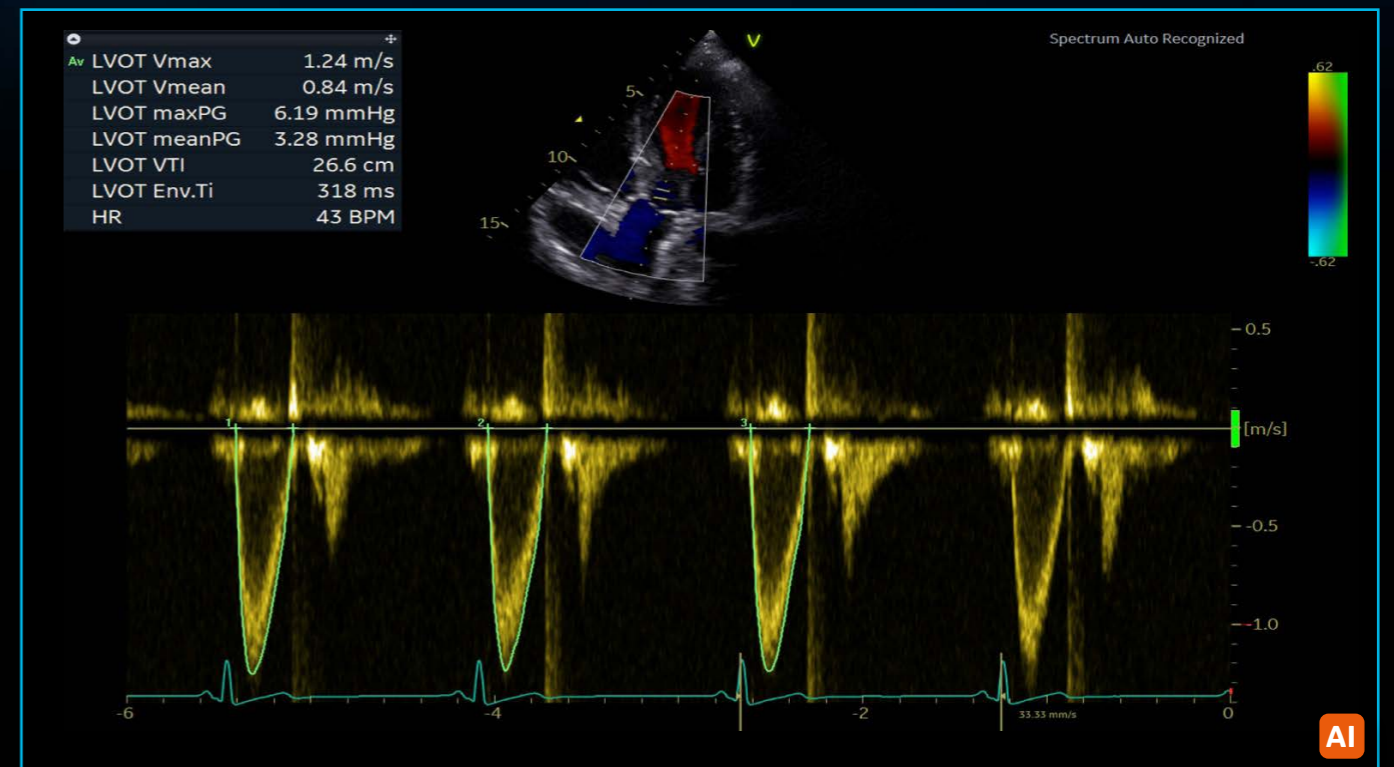 Av LVOT Vmax 1.24 m/s
LVOT Vmean 0.84 m/s
LVOT maxPG 6.19 mmHg
LVOT meanPG 3.28 mmHg
LVOT VTI 26.6 cm
LVOT Env.Ti 318 ms
HR 43 BPM
V
Spectrum Auto Recognized
.62
5
10
15
-.62
0.5
1 2 3
[m/s]
-0.5
-1.0
-6 -4 -2 0
33.33 mm/s
AI